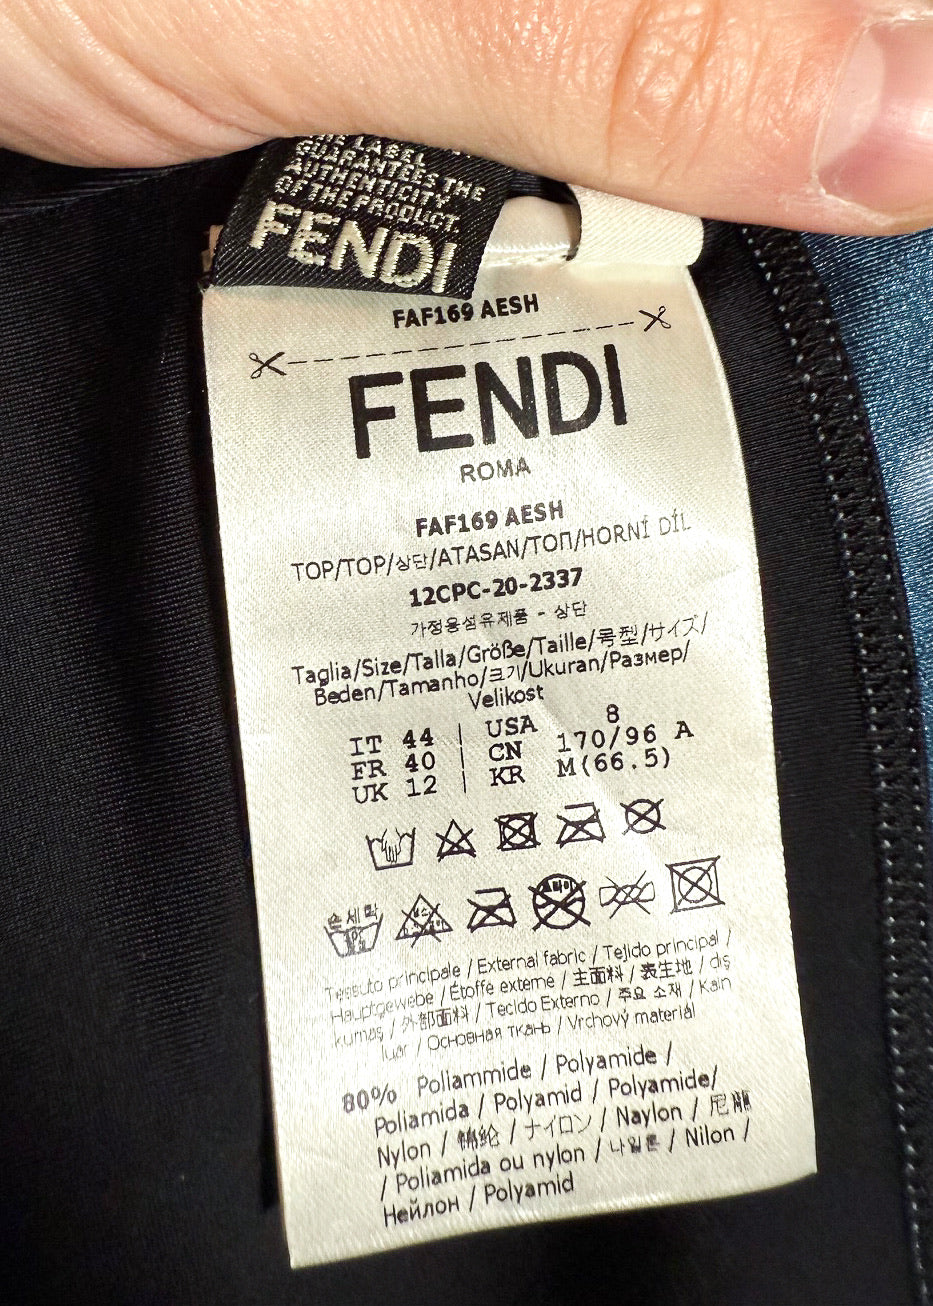 THE LABEL
GUARANTEES THE
AUTHENTICITY
OF THE PRODUCT.
FENDI
FAF169 AESH
FENDI
ROMA
FAF169 AESH
TOP/TOP/상단/ATASAN/ТОП/HORNÍ DÍL
12CPC-20-2337
가정용섬유제품 - 상단
Taglia/Size/Talla/Größe/Taille/号型/サイズ/
Beden/Tamanho/크기/Ukuran/Размер/
Velikost
IT 44 | USA 8
FR 40 | CN 170/96 A
UK 12 | KR M(66.5)
손세탁
Tessuto principale / External fabric / Tejido principal /
Hauptgewebe / Étoffe externe / 主面料 / 表生地 / dış
kumaş / 外部面料 / Tecido Externo / 주요 소재 / Kain
luar / Основная ткань / Vrchový materiál
80% Poliammide / Polyamide /
Poliamida / Polyamid / Polyamide/
Nylon / 锦纶 / ナイロン / Naylon / 尼龍
/ Poliamida ou nylon / 나일론 / Nilon /
Нейлон / Polyamid